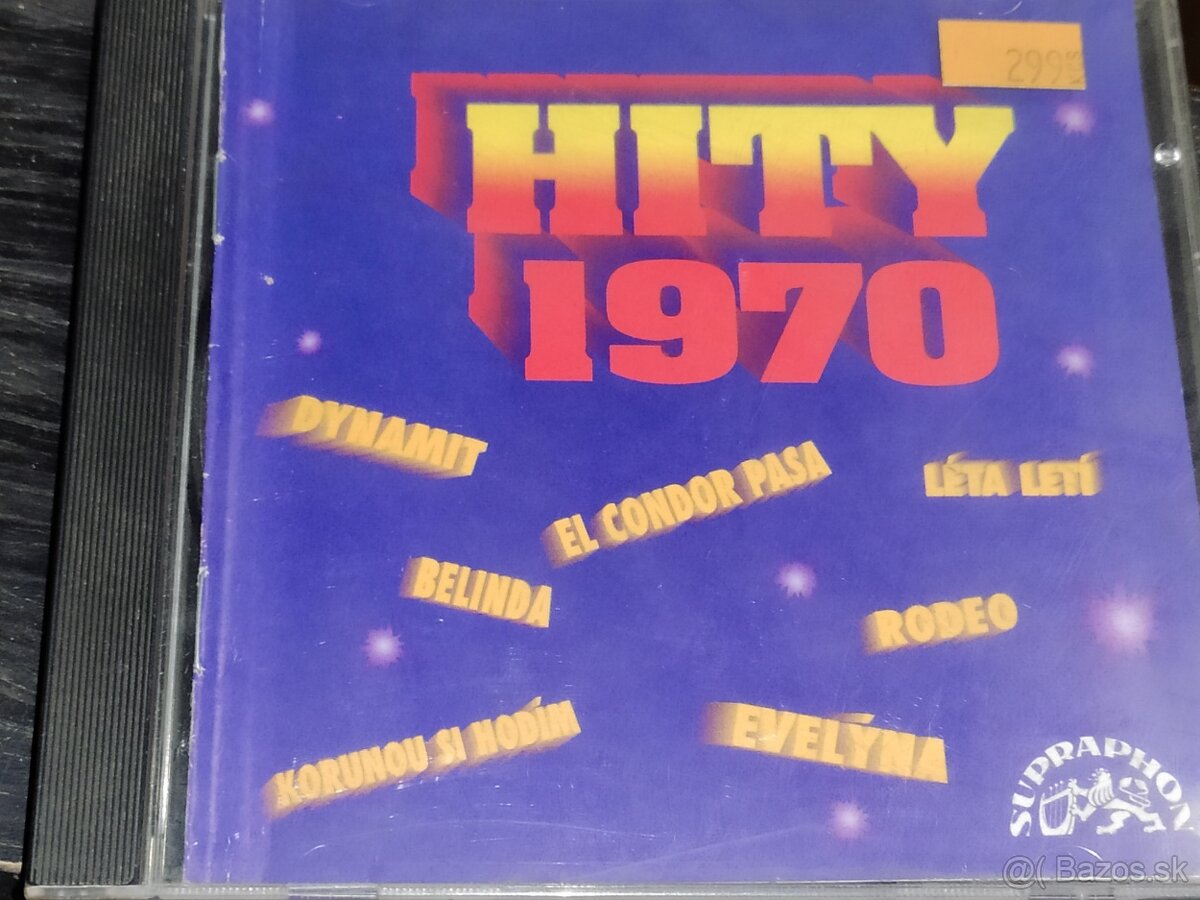 299
HITY
1970
DYNAMIT
EL CONDOR PASA
LÉTA LETÍ
BELINDA
RODEO
KORUNOU SI HODÍM
EVELÝNA
SUPRAPHON
@( Bazos.sk